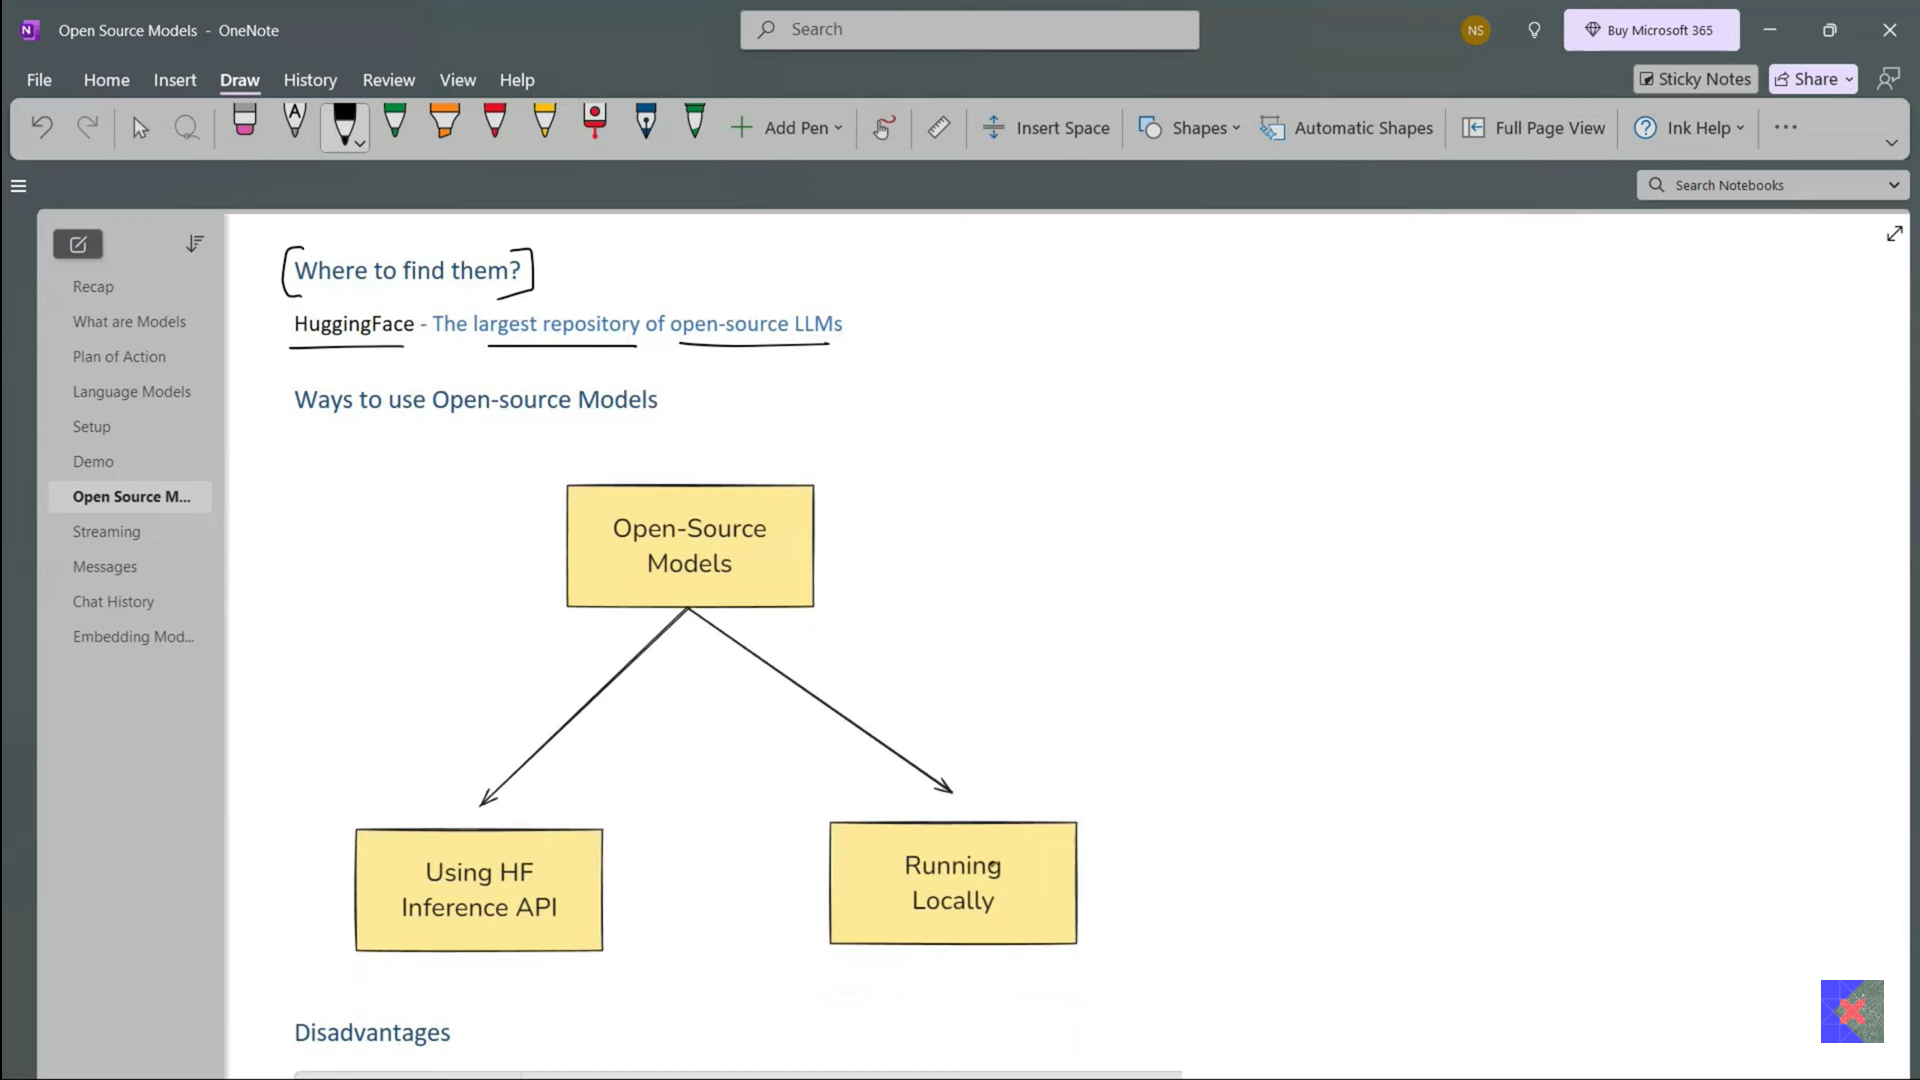 Open Source Models - OneNote
Search
NS
Buy Microsoft 365
File Home Insert Draw History Review View Help
Sticky Notes
Share
Add Pen
Insert Space
Shapes
Automatic Shapes
Full Page View
Ink Help
Search Notebooks
Recap
What are Models
Plan of Action
Language Models
Setup
Demo
Open Source M...
Streaming
Messages
Chat History
Embedding Mod...
Where to find them?
HuggingFace - The largest repository of open-source LLMs
Ways to use Open-source Models
Open-Source
Models
Using HF
Inference API
Running
Locally
Disadvantages